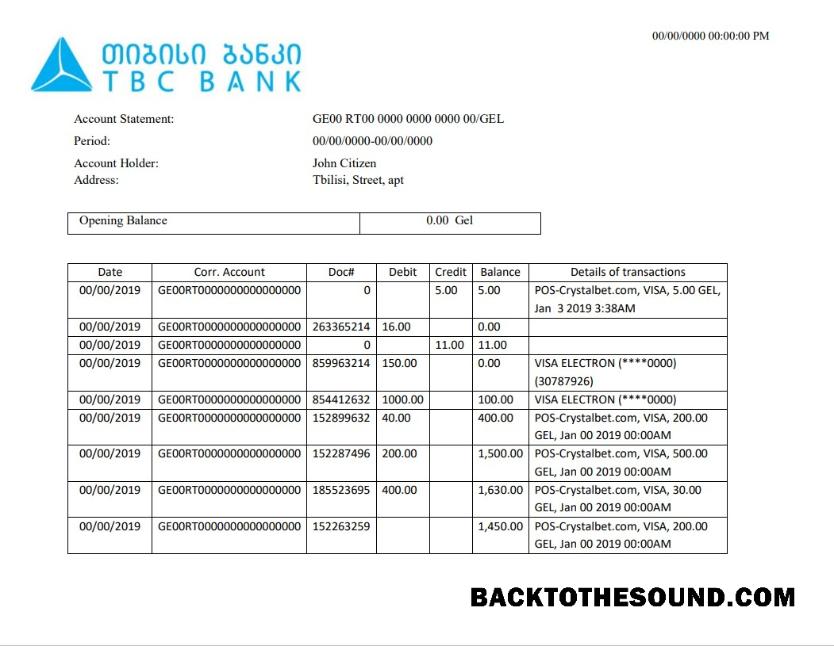 00/00/0000 00:00:00 PM
თიბისი ბანკი
TBC BANK
Account Statement: GE00 RT00 0000 0000 0000 00/GEL
Period: 00/00/0000-00/00/0000
Account Holder: John Citizen
Address: Tbilisi, Street, apt
Opening Balance 0.00 Gel
Date Corr. Account Doc# Debit Credit Balance Details of transactions
00/00/2019 GE00RT0000000000000000 0 5.00 5.00 POS-Crystalbet.com, VISA, 5.00 GEL,
Jan 3 2019 3:38AM
00/00/2019 GE00RT0000000000000000 263365214 16.00 0.00
00/00/2019 GE00RT0000000000000000 0 11.00 11.00
00/00/2019 GE00RT0000000000000000 859963214 150.00 0.00 VISA ELECTRON (****0000)
(30787926)
00/00/2019 GE00RT0000000000000000 854412632 1000.00 100.00 VISA ELECTRON (****0000)
00/00/2019 GE00RT0000000000000000 152899632 40.00 400.00 POS-Crystalbet.com, VISA, 200.00
GEL, Jan 00 2019 00:00AM
00/00/2019 GE00RT0000000000000000 152287496 200.00 1,500.00 POS-Crystalbet.com, VISA, 500.00
GEL, Jan 00 2019 00:00AM
00/00/2019 GE00RT0000000000000000 185523695 400.00 1,630.00 POS-Crystalbet.com, VISA, 30.00
GEL, Jan 00 2019 00:00AM
00/00/2019 GE00RT0000000000000000 152263259 1,450.00 POS-Crystalbet.com, VISA, 200.00
GEL, Jan 00 2019 00:00AM
BACKTOTHESOUND.COM